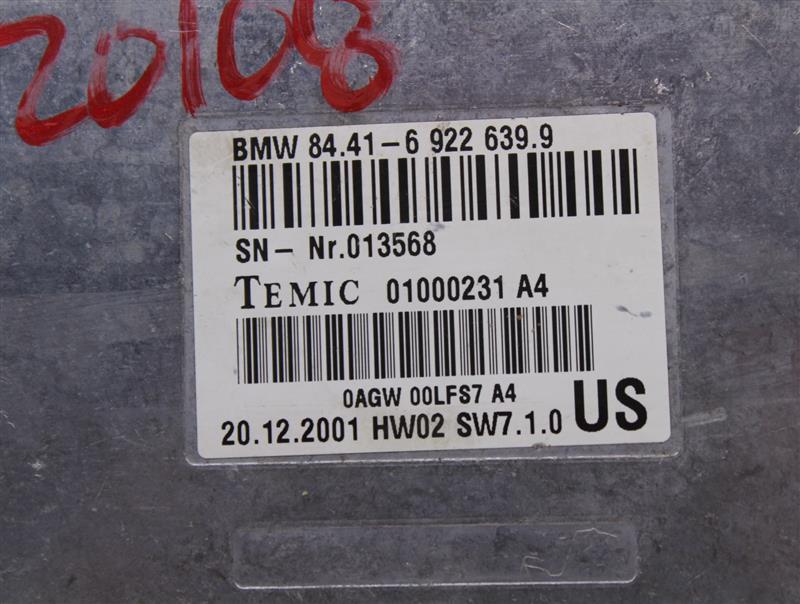 20108
BMW 84.41-6 922 639.9
SN- Nr.013568
TEMIC 01000231 A4
0AGW 00LFS7 A4
20.12.2001 HW02 SW7.1.0 US